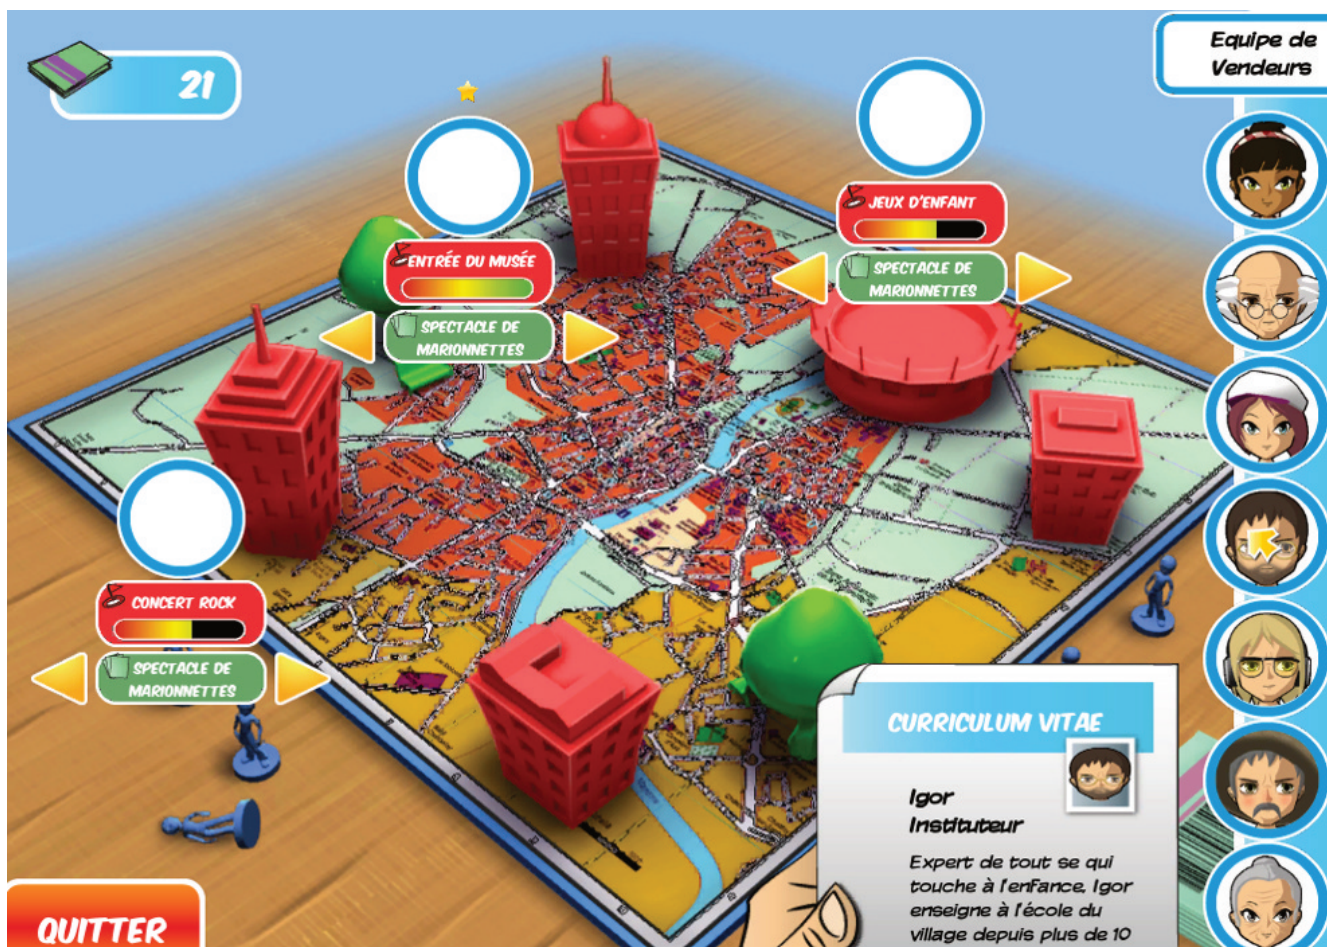 21
Equipe de
Vendeurs
JEUX D'ENFANT
SPECTACLE DE
MARIONNETTES
ENTRÉE DU MUSÉE
SPECTACLE DE
MARIONNETTES
CONCERT ROCK
SPECTACLE DE
MARIONNETTES
CURRICULUM VITAE
Igor
Instituteur
Expert de tout se qui
touche à l'enfance, Igor
enseigne à l'école du
village depuis plus de 10
QUITTER